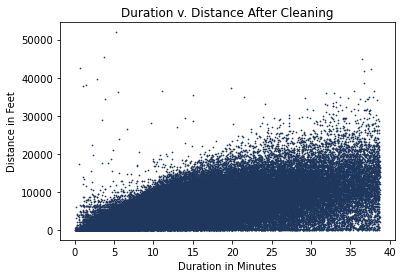 Duration v. Distance After Cleaning
Distance in Feet
50000
40000
30000
20000
10000
0
0 5 10 15 20 25 30 35 40
Duration in Minutes